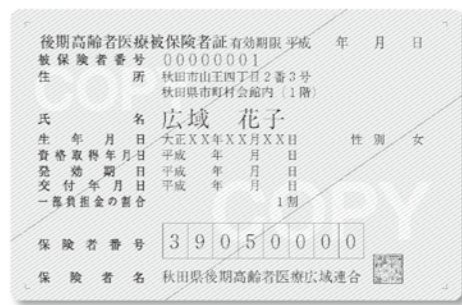 後期高齢者医療被保険者証 有効期限 平成 年 月 日
被保険者番号 00000001
住所 秋田市山王四丁目2番3号
秋田県市町村会館内(1階)
氏名 広域 花子
生年月日 大正XX年XX月XX日 性別 女
資格取得年月日 平成 年 月 日
発効期日 平成 年 月 日
交付年月日 平成 年 月 日
一部負担金の割合 1割
保険者番号 39050000
保険者名 秋田県後期高齢者医療広域連合
COPY
COPY